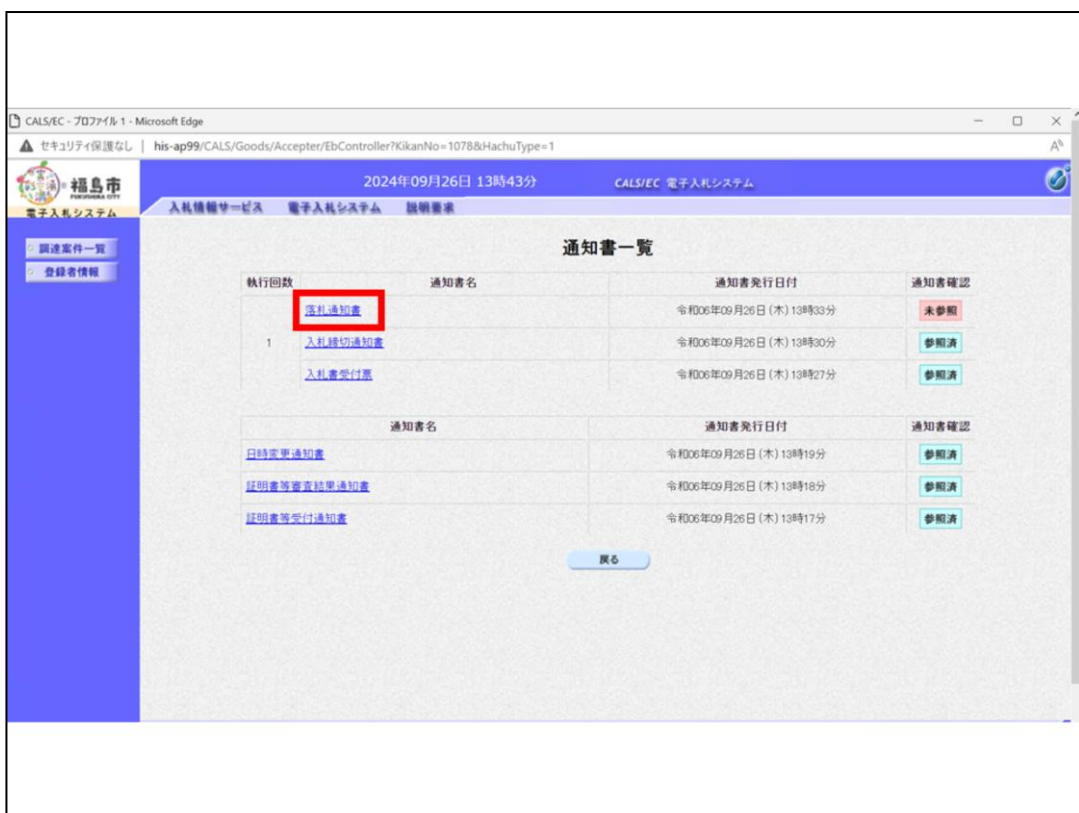 CALS/EC - プロファイル 1 - Microsoft Edge
セキュリティ保護なし | his-ap99/CALS/Goods/Accepter/EbController?KikanNo=1078&HachuType=1
福島市
FUKUSHIMA CITY
電子入札システム
2024年09月26日 13時43分
CALS/EC 電子入札システム
入札情報サービス 電子入札システム 説明要求
調達案件一覧
登録者情報
通知書一覧
執行回数 通知書名 通知書発行日付 通知書確認
落札通知書 令和06年09月26日(木)13時33分 未参照
1 入札締切通知書 令和06年09月26日(木)13時30分 参照済
入札書受付票 令和06年09月26日(木)13時27分 参照済
通知書名 通知書発行日付 通知書確認
日時変更通知書 令和06年09月26日(木)13時19分 参照済
証明書等審査結果通知書 令和06年09月26日(木)13時18分 参照済
証明書等受付通知書 令和06年09月26日(木)13時17分 参照済
戻る